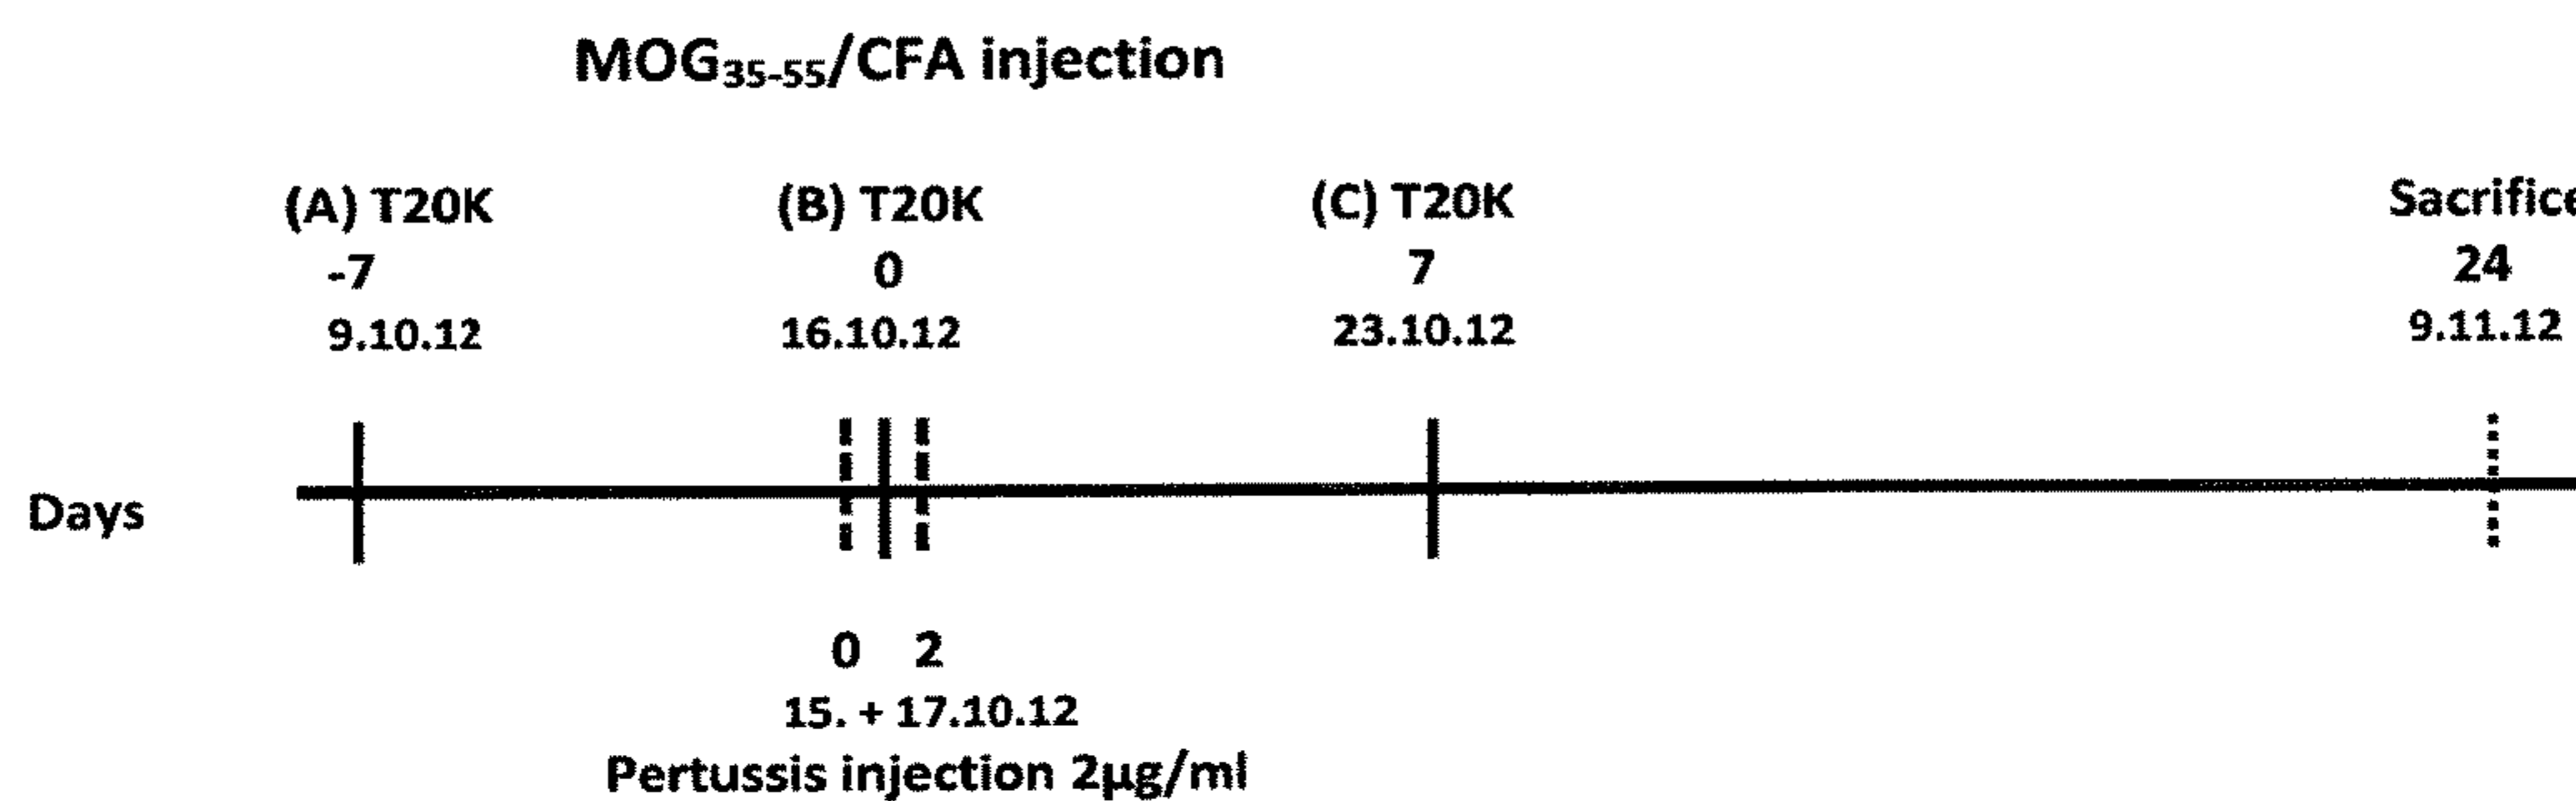 MOG35-55/CFA injection
(A) T20K
-7
9.10.12
(B) T20K
0
16.10.12
(C) T20K
7
23.10.12
Sacrifice
24
9.11.12
Days
0 2
15. + 17.10.12
Pertussis injection 2µg/ml